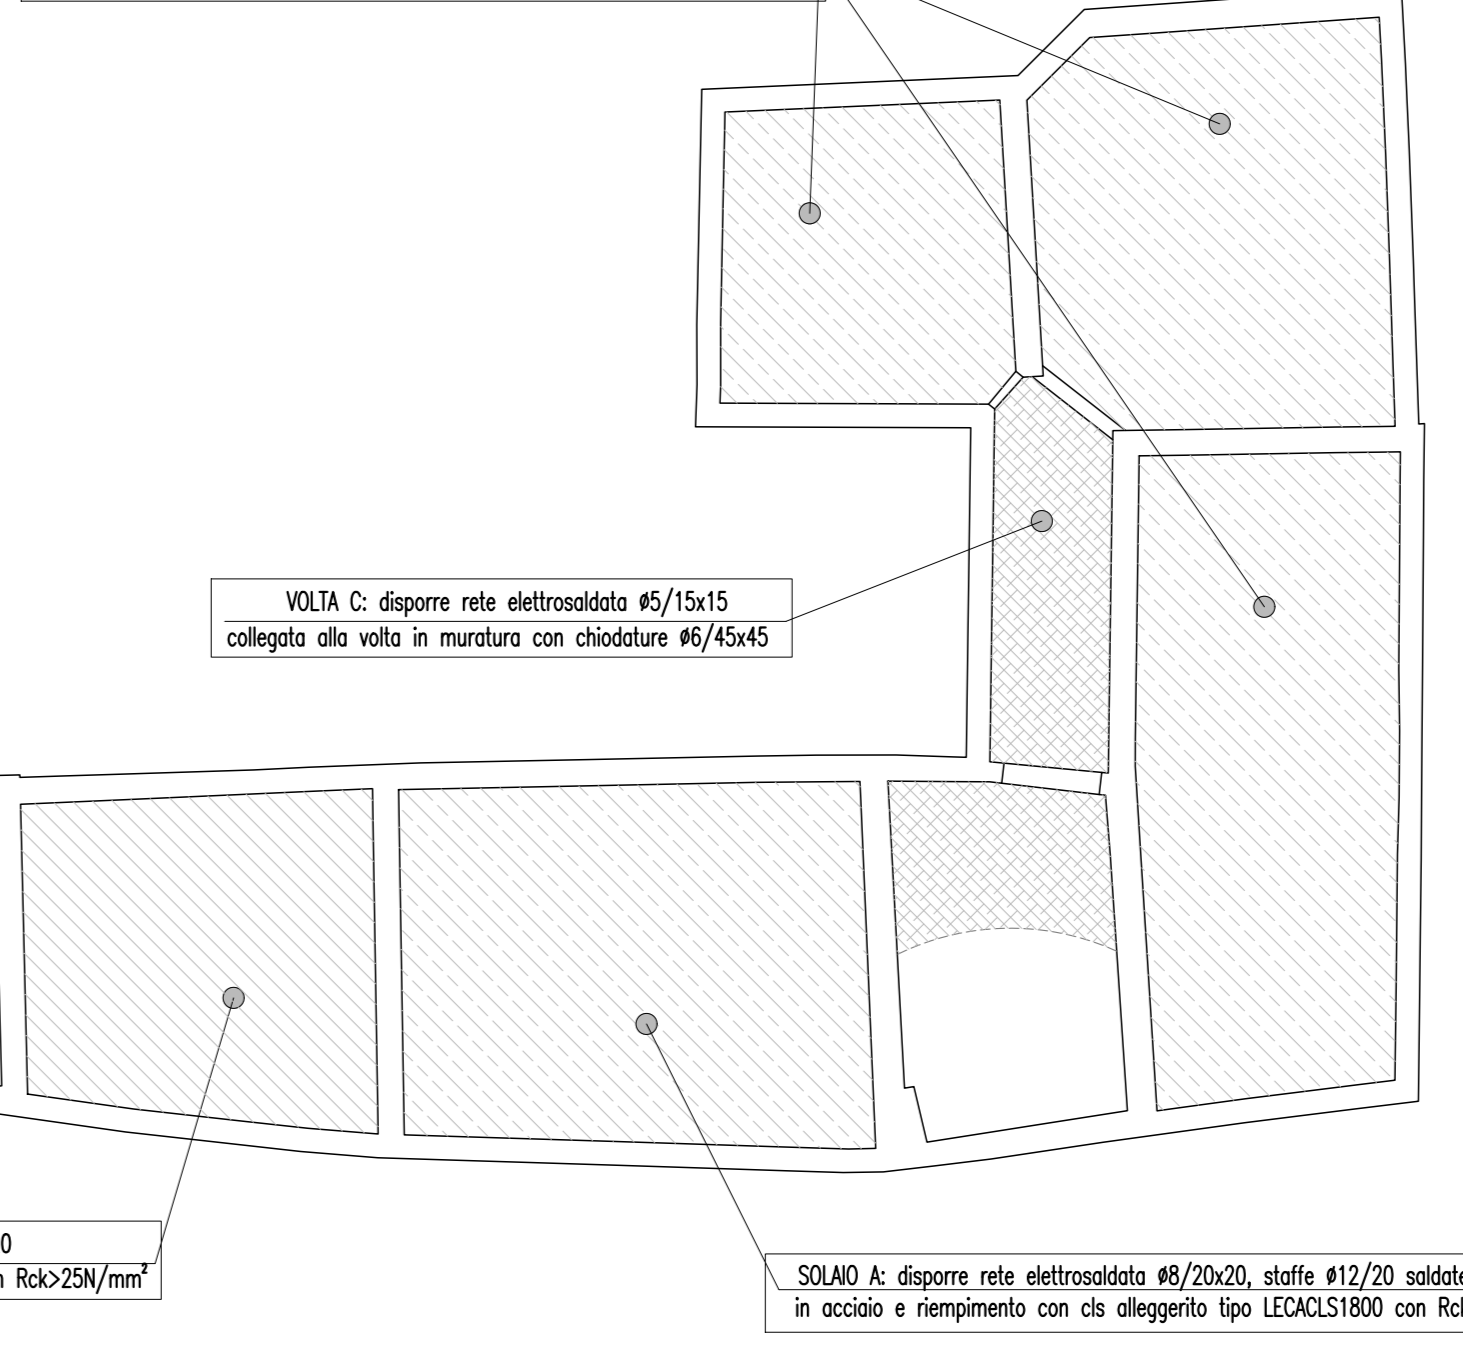 VOLTA C: disporre rete elettrosaldata ø5/15x15
collegata alla volta in muratura con chiodature ø6/45x45
0
Rck>25N/mm²
SOLAIO A: disporre rete elettrosaldata ø8/20x20, staffe ø12/20 saldate
in acciaio e riempimento con cls alleggerito tipo LECACLS1800 con